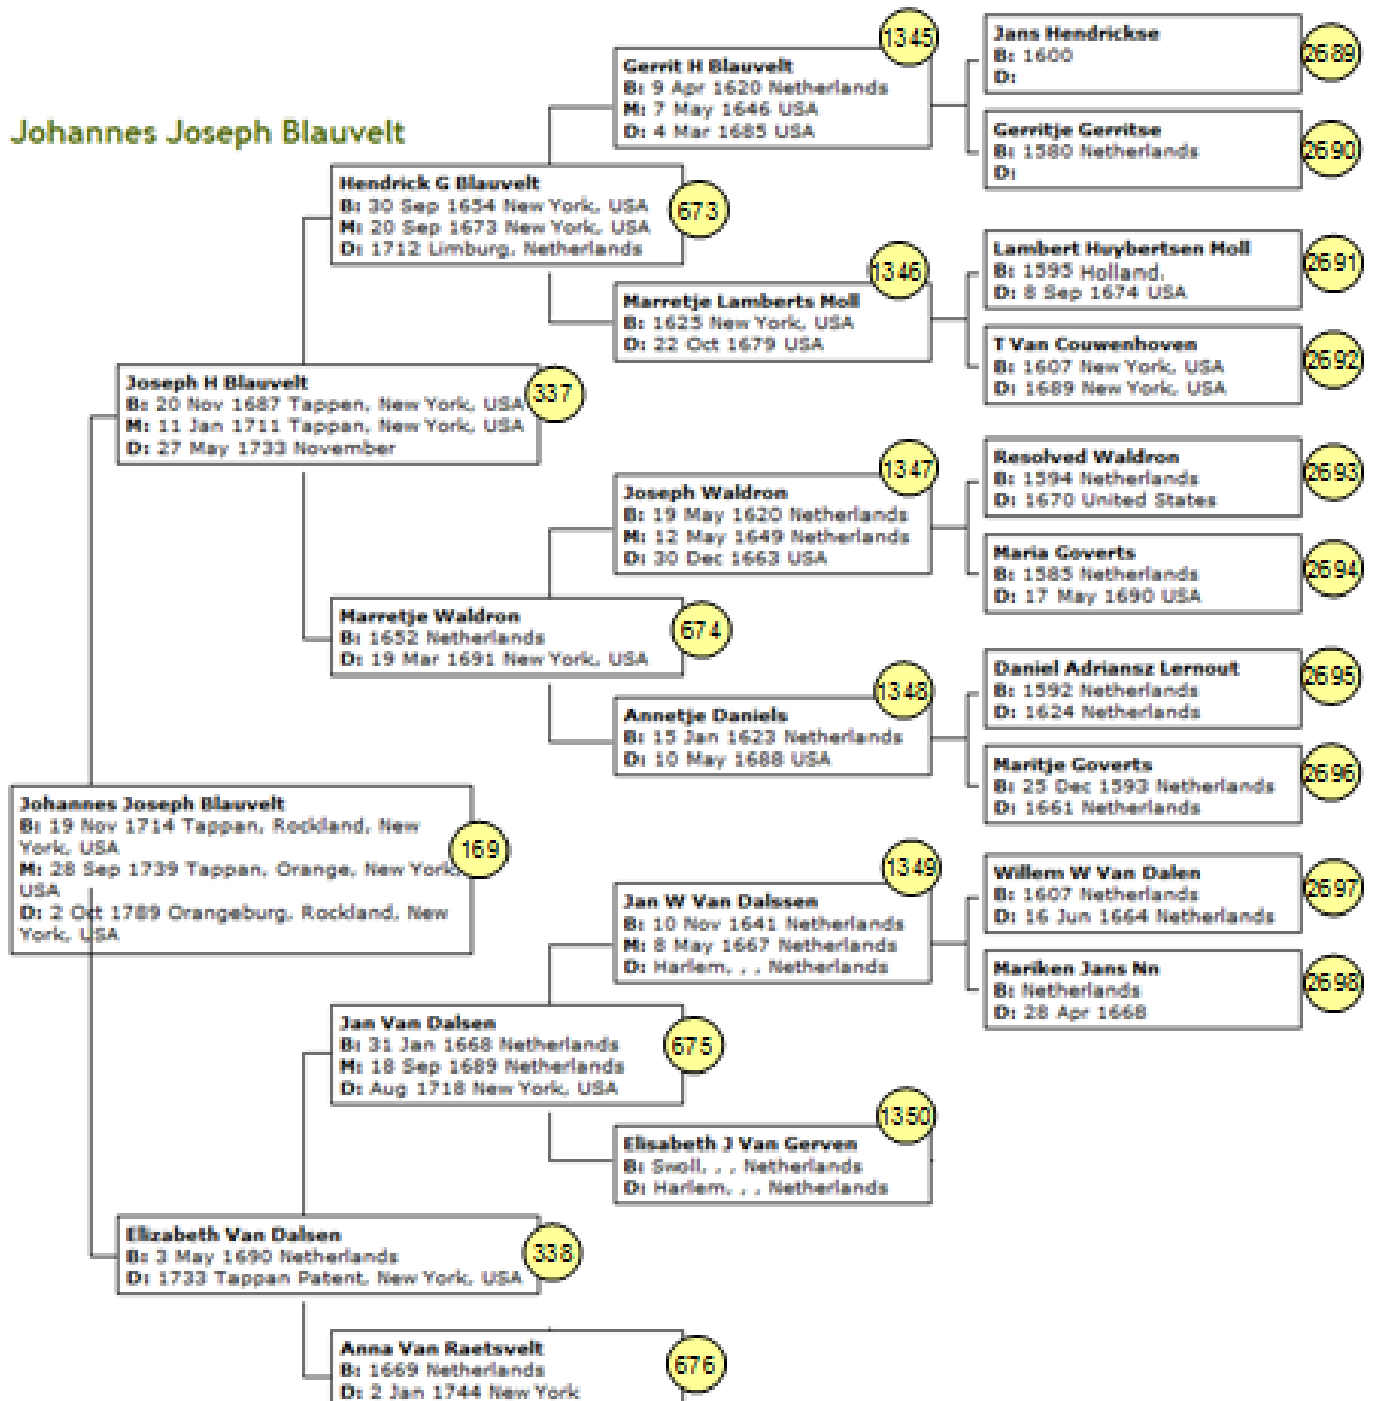 Johannes Joseph Blauvelt
Johannes Joseph Blauvelt
B: 19 Nov 1714 Tappan, Rockland, New
York, USA
M: 28 Sep 1739 Tappan, Orange, New York,
USA
D: 2 Oct 1789 Orangeburg, Rockland, New
York, USA
169
Joseph H Blauvelt
B: 20 Nov 1687 Tappen, New York, USA
M: 11 Jan 1711 Tappan, New York, USA
D: 27 May 1733 November
337
Elizabeth Van Dalsen
B: 3 May 1690 Netherlands
D: 1733 Tappan Patent, New York, USA
338
Hendrick G Blauvelt
B: 30 Sep 1654 New York, USA
M: 20 Sep 1673 New York, USA
D: 1712 Limburg, Netherlands
673
Marretje Waldron
B: 1652 Netherlands
D: 19 Mar 1691 New York, USA
674
Jan Van Dalsen
B: 31 Jan 1668 Netherlands
M: 18 Sep 1689 Netherlands
D: Aug 1718 New York, USA
675
Anna Van Raetsvelt
B: 1669 Netherlands
D: 2 Jan 1744 New York
676
Gerrit H Blauvelt
B: 9 Apr 1620 Netherlands
M: 7 May 1646 USA
D: 4 Mar 1685 USA
1345
Marretje Lamberts Moll
B: 1625 New York, USA
D: 22 Oct 1679 USA
1346
Joseph Waldron
B: 19 May 1620 Netherlands
M: 12 May 1649 Netherlands
D: 30 Dec 1663 USA
1347
Annetje Daniels
B: 15 Jan 1623 Netherlands
D: 10 May 1688 USA
1348
Jan W Van Dalssen
B: 10 Nov 1641 Netherlands
M: 8 May 1667 Netherlands
D: Harlem, , , Netherlands
1349
Elisabeth J Van Gerven
B: Swoll, , , Netherlands
D: Harlem, , , Netherlands
1350
Jans Hendrickse
B: 1600
D:
2689
Gerritje Gerritse
B: 1580 Netherlands
D:
2690
Lambert Huybertsen Moll
B: 1595 Holland,
D: 8 Sep 1674 USA
2691
T Van Couwenhoven
B: 1607 New York, USA
D: 1689 New York, USA
2692
Resolved Waldron
B: 1594 Netherlands
D: 1670 United States
2693
Maria Goverts
B: 1585 Netherlands
D: 17 May 1690 USA
2694
Daniel Adriansz Lernout
B: 1592 Netherlands
D: 1624 Netherlands
2695
Maritje Goverts
B: 25 Dec 1593 Netherlands
D: 1661 Netherlands
2696
Willem W Van Dalen
B: 1607 Netherlands
D: 16 Jun 1664 Netherlands
2697
Mariken Jans Nn
B: Netherlands
D: 28 Apr 1668
2698